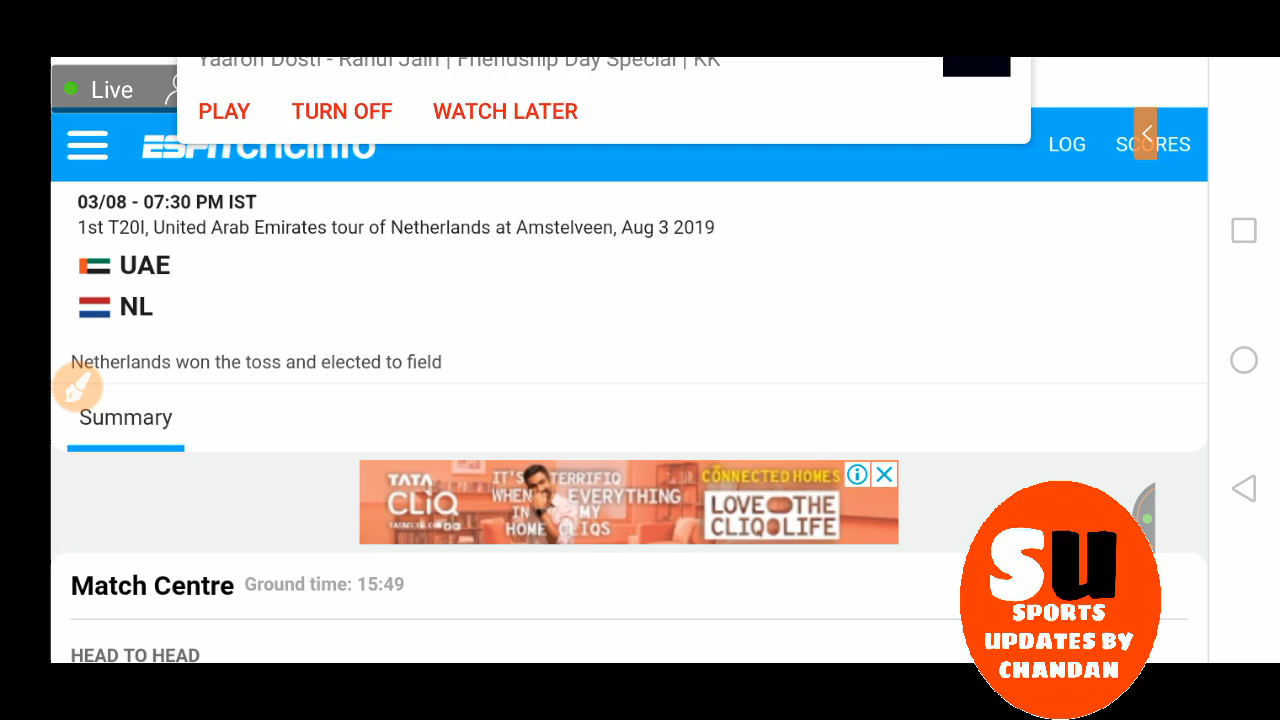 Yaaron Dosti - Rahul Jain | Friendship Day Special | KK
Live
PLAY TURN OFF WATCH LATER
ESPNcricinfo
LOG SCORES
03/08 - 07:30 PM IST
1st T20I, United Arab Emirates tour of Netherlands at Amstelveen, Aug 3 2019
UAE
NL
Netherlands won the toss and elected to field
Summary
TATA
CLiQ
IT'S TERRIFIQ
WHEN EVERYTHING
IN MY
HOME CLIQS
CONNECTED HOMES
LOVE THE
CLIQLIFE
Match Centre Ground time: 15:49
HEAD TO HEAD
SU
SPORTS
UPDATES BY
CHANDAN